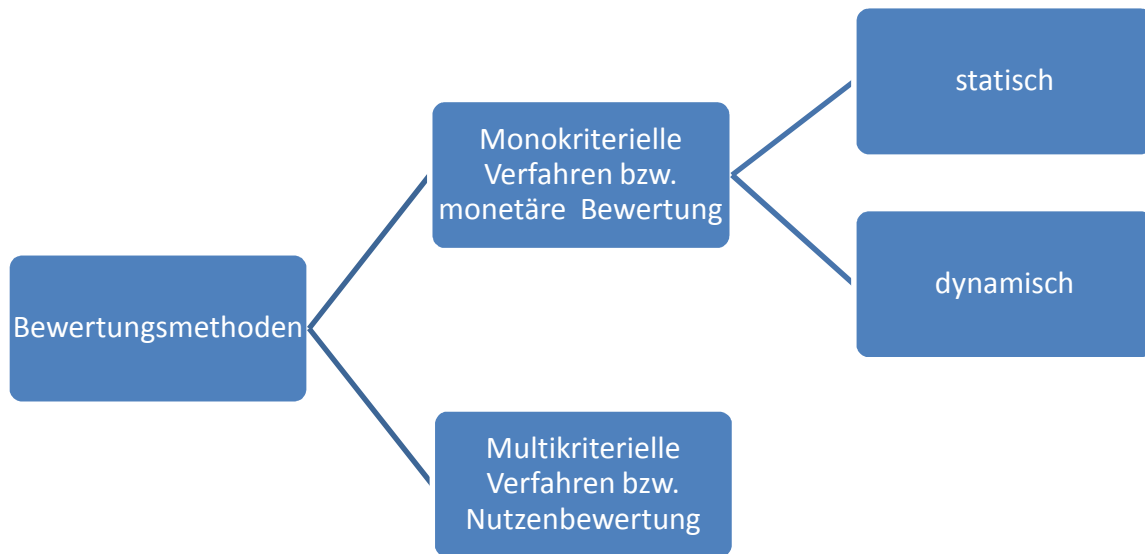 Bewertungsmethoden
Monokriterielle
Verfahren bzw.
monetäre Bewertung
statisch
dynamisch
Multikriterielle
Verfahren bzw.
Nutzenbewertung